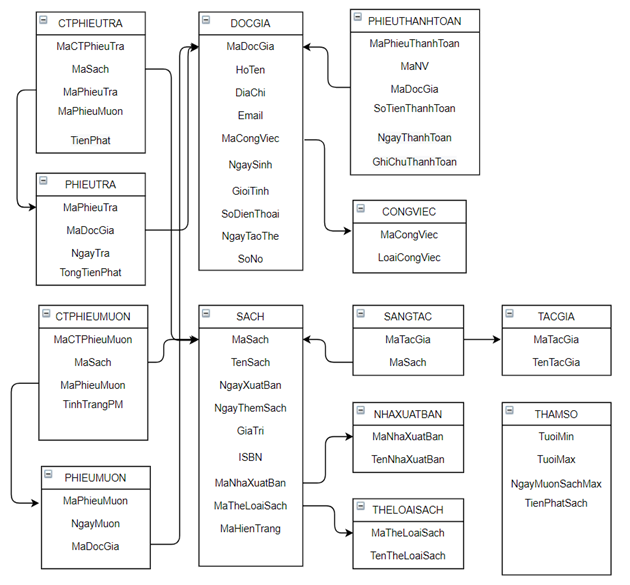 CTPHIEUTRA
MaCTPhieuTra
MaSach
MaPhieuTra
MaPhieuMuon
TienPhat
DOCGIA
MaDocGia
HoTen
DiaChi
Email
MaCongViec
NgaySinh
GioiTinh
SoDienThoai
NgayTaoThe
SoNo
PHIEUTHANHTOAN
MaPhieuThanhToan
MaNV
MaDocGia
SoTienThanhToan
NgayThanhToan
GhiChuThanhToan
PHIEUTRA
MaPhieuTra
MaDocGia
NgayTra
TongTienPhat
CONGVIEC
MaCongViec
LoaiCongViec
CTPHIEUMUON
MaCTPhieuMuon
MaSach
MaPhieuMuon
TinhTrangPM
SACH
MaSach
TenSach
NgayXuatBan
NgayThemSach
GiaTri
ISBN
MaNhaXuatBan
MaTheLoaiSach
MaHienTrang
SANGTAC
MaTacGia
MaSach
TACGIA
MaTacGia
TenTacGia
NHAXUATBAN
MaNhaXuatBan
TenNhaXuatBan
THAMSO
TuoiMin
TuoiMax
NgayMuonSachMax
TienPhatSach
PHIEUMUON
MaPhieuMuon
NgayMuon
MaDocGia
THELOAISACH
MaTheLoaiSach
TenTheLoaiSach